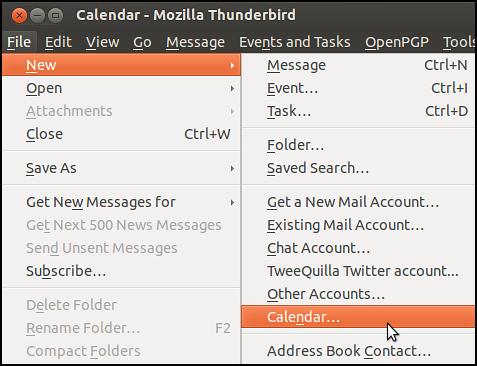 Calendar - Mozilla Thunderbird
File Edit View Go Message Events and Tasks OpenPGP Tools
New
Open
Attachments
Close Ctrl+W
Save As
Get New Messages for
Get Next 500 News Messages
Send Unsent Messages
Subscribe...
Delete Folder
Rename Folder... F2
Compact Folders
Message Ctrl+N
Event... Ctrl+I
Task... Ctrl+D
Folder...
Saved Search...
Get a New Mail Account...
Existing Mail Account...
Chat Account...
TweeQuilla Twitter account...
Other Accounts...
Calendar...
Address Book Contact...